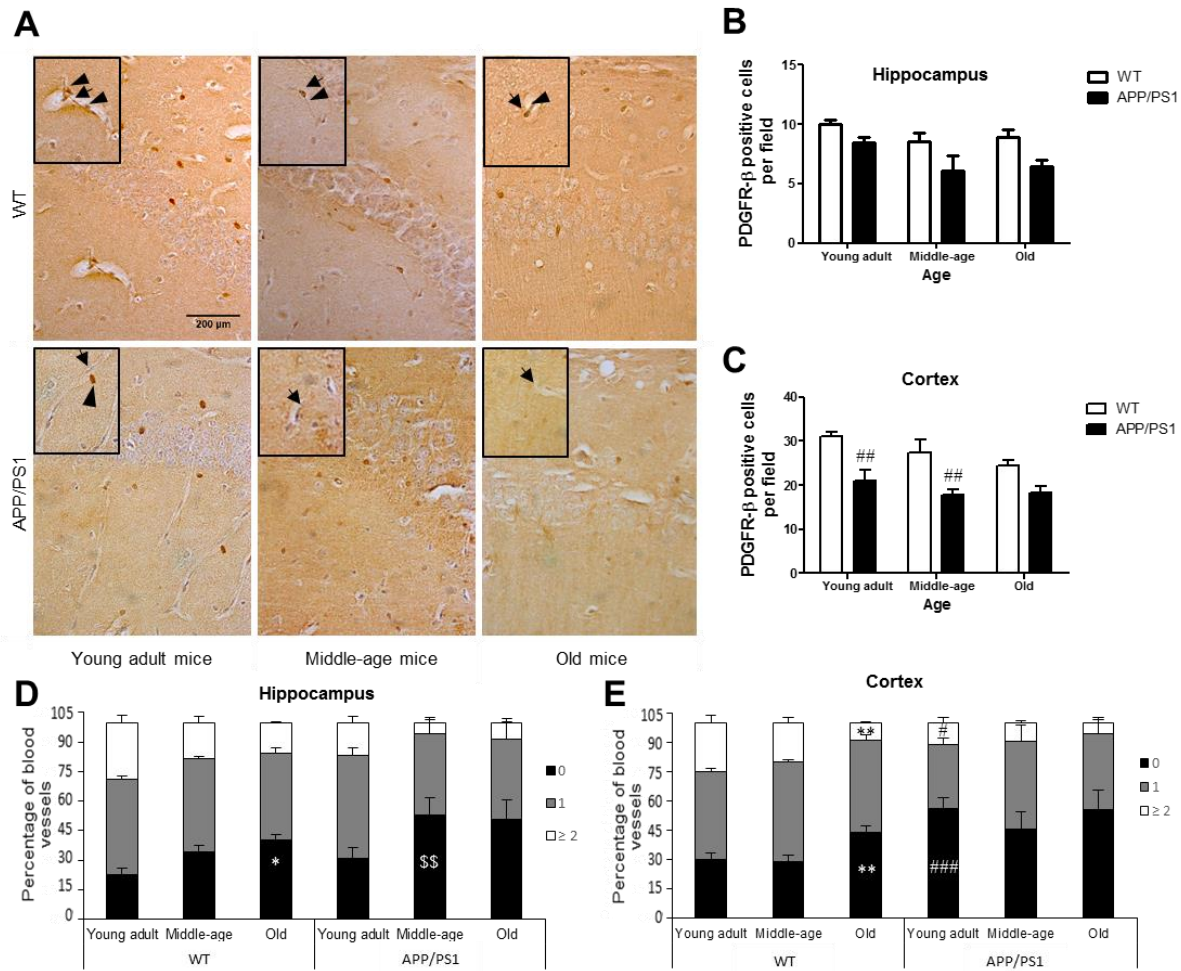 A
WT
200 µm
APP/PS1
Young adult mice
Middle-age mice
Old mice
B
Hippocampus
WT
APP/PS1
PDGFR-β positive cells
per field
15
10
5
0
Young adult
Middle-age
Old
Age
C
Cortex
WT
APP/PS1
PDGFR-β positive cells
per field
40
30
20
10
0
##
##
Young adult
Middle-age
Old
Age
D
Hippocampus
Percentage of blood
vessels
105
90
75
60
45
30
15
0
*
$$
0
1
≥ 2
Young adult
Middle-age
Old
Young adult
Middle-age
Old
WT
APP/PS1
E
Cortex
Percentage of blood
vessels
105
90
75
60
45
30
15
0
**
#
**
###
0
1
≥ 2
Young adult
Middle-age
Old
Young adult
Middle-age
Old
WT
APP/PS1